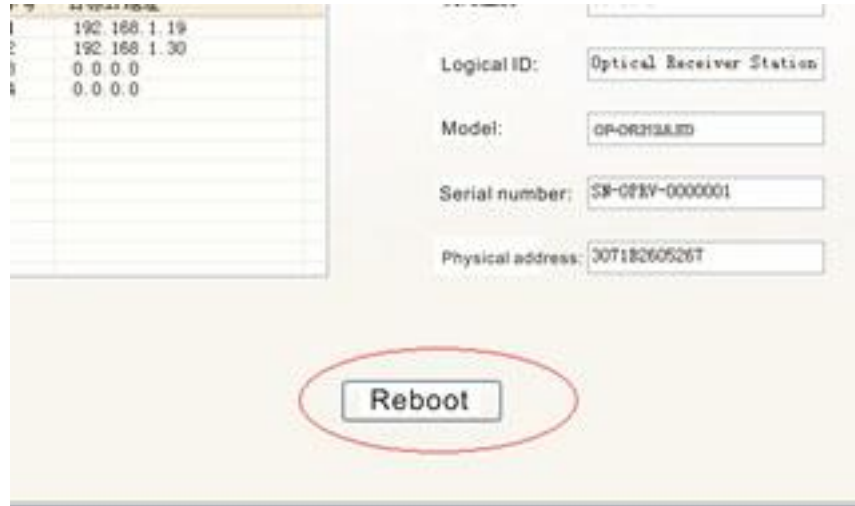 192.168.1.19
192.168.1.30
0.0.0.0
0.0.0.0
Logical ID: Optical Receiver Station
Model:
Serial number: SN-OPRV-0000001
Physical address: 3071B2605267
Reboot